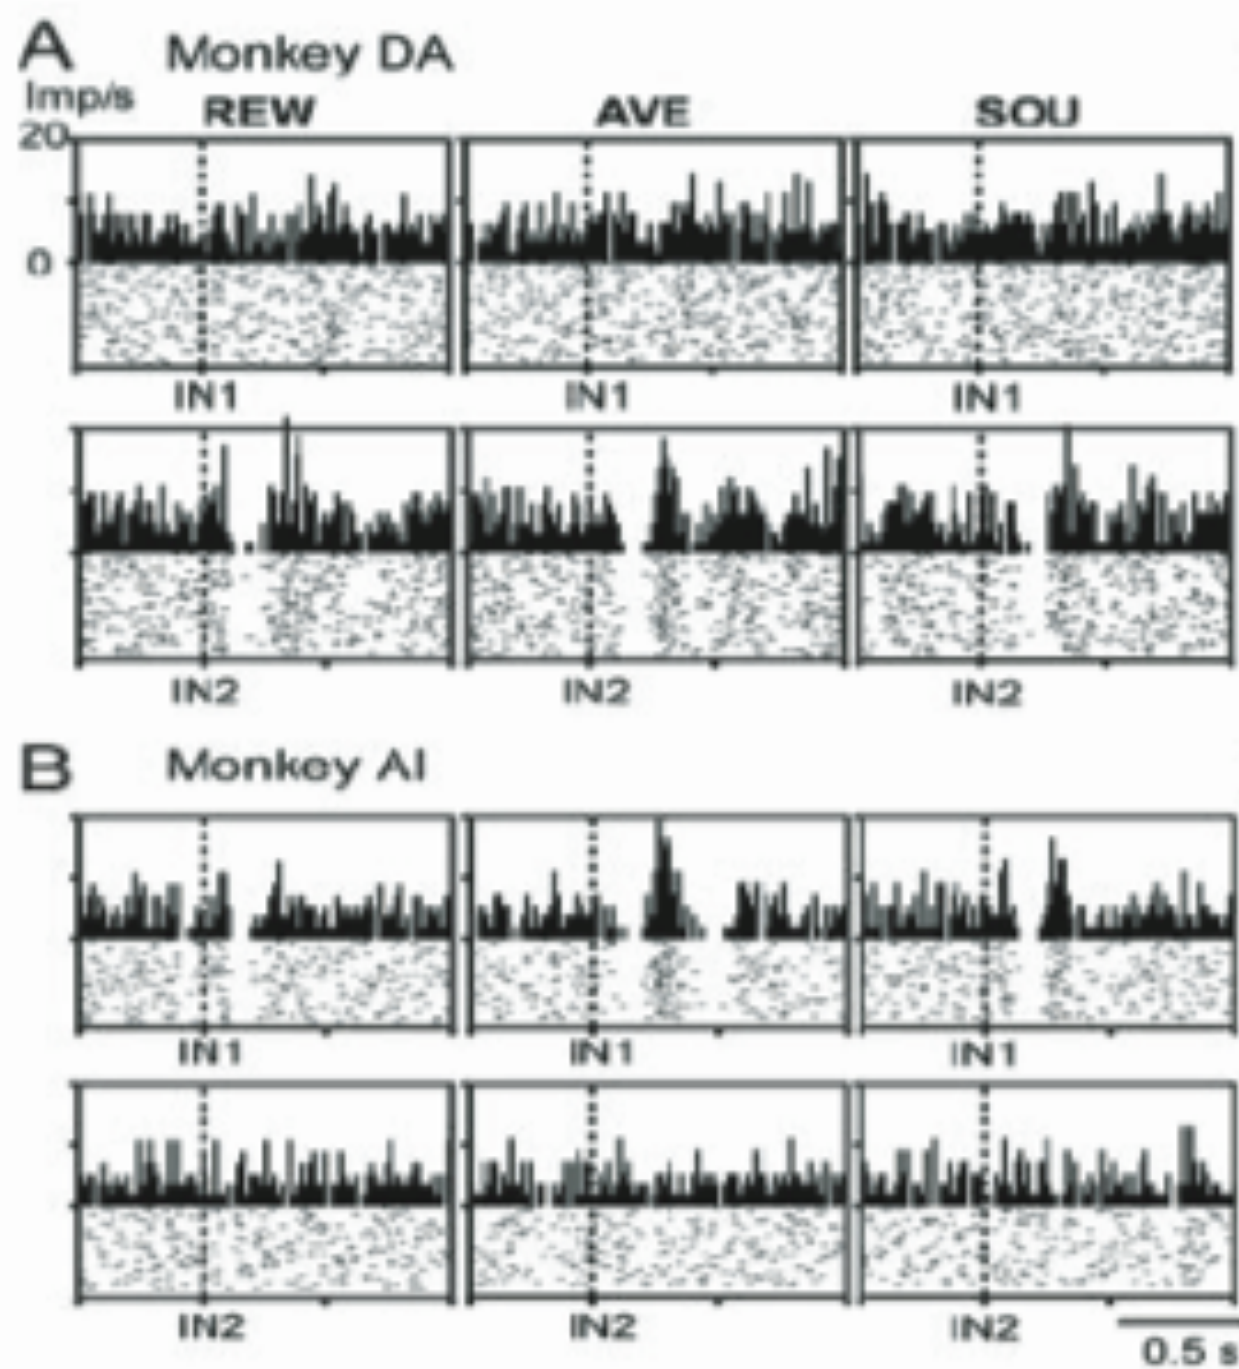 A Monkey DA
Imp/s
REW AVE SOU
20
0
IN1 IN1 IN1
IN2 IN2 IN2
B Monkey AI
IN1 IN1 IN1
IN2 IN2 IN2
0.5 s